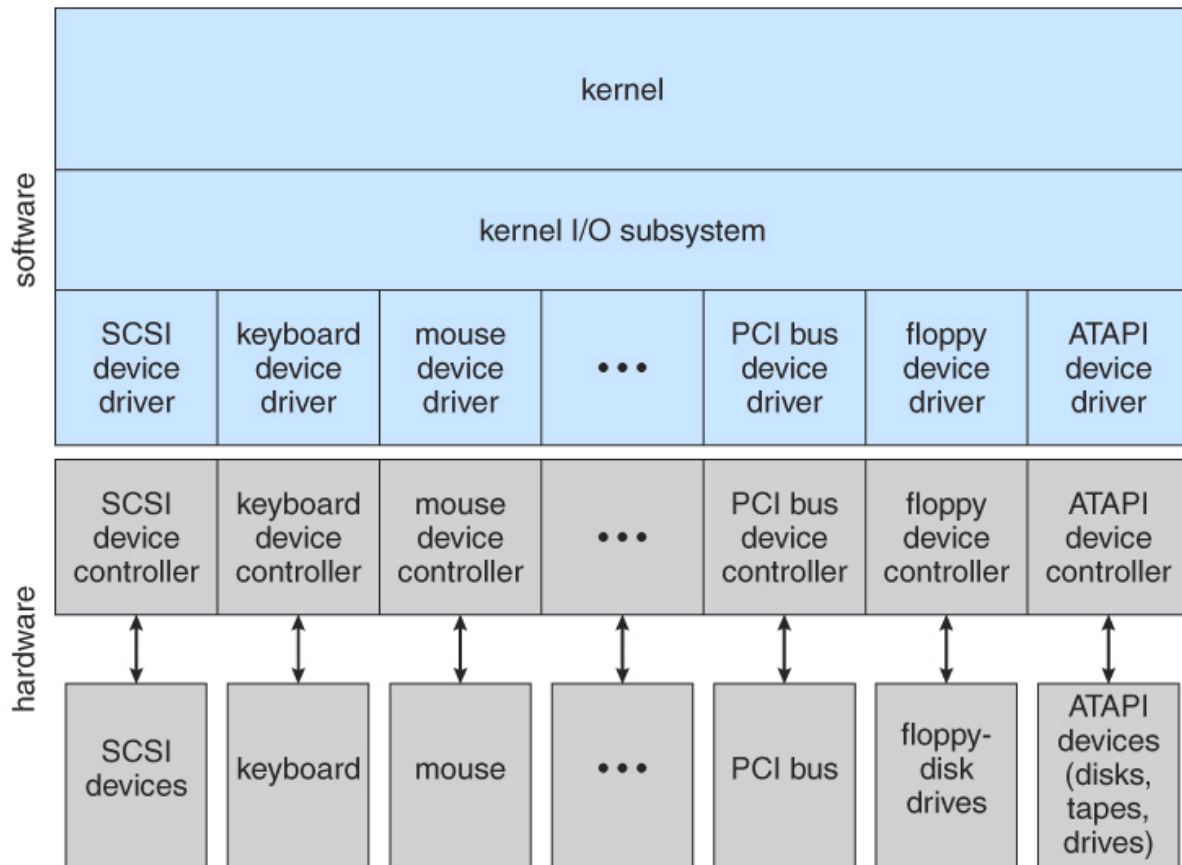 software
kernel
kernel I/O subsystem
SCSI
device
driver
keyboard
device
driver
mouse
device
driver
•••
PCI bus
device
driver
floppy
device
driver
ATAPI
device
driver
hardware
SCSI
device
controller
keyboard
device
controller
mouse
device
controller
•••
PCI bus
device
controller
floppy
device
controller
ATAPI
device
controller
SCSI
devices
keyboard
mouse
•••
PCI bus
floppy-
disk
drives
ATAPI
devices
(disks,
tapes,
drives)